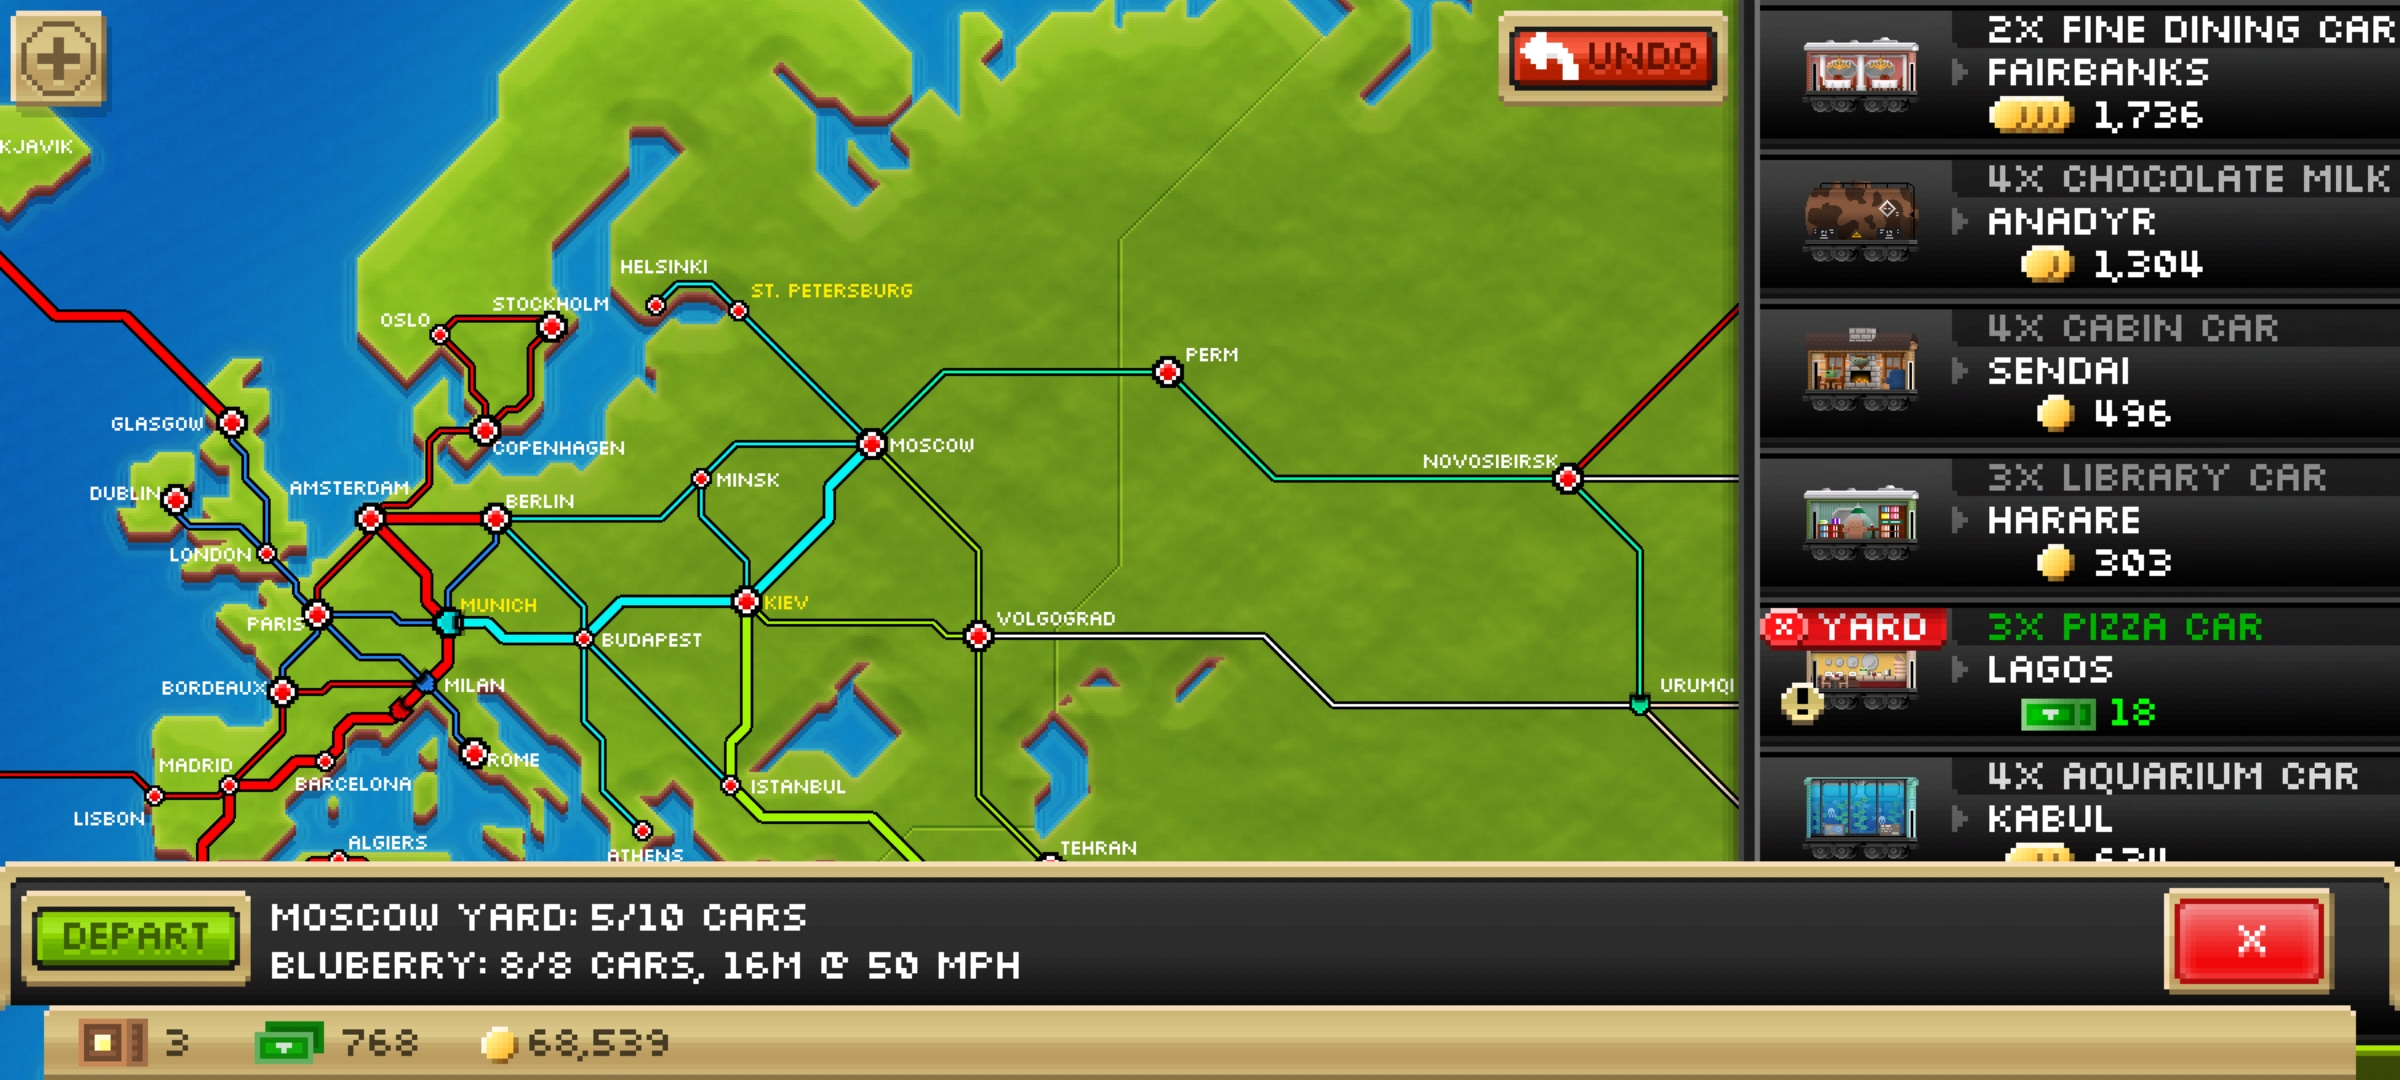 KJAVIK
UNDO
HELSINKI
ST. PETERSBURG
STOCKHOLM
OSLO
PERM
GLASGOW
COPENHAGEN
MOSCOW
NOVOSIBIRSK
MINSK
DUBLIN
AMSTERDAM
BERLIN
LONDON
MUNICH
KIEV
PARIS
VOLGOGRAD
BUDAPEST
BORDEAUX
MILAN
URUMQI
MADRID
ROME
BARCELONA
ISTANBUL
LISBON
ALGIERS
ATHENS
TEHRAN
2X FINE DINING CAR
FAIRBANKS
1,736
4X CHOCOLATE MILK
ANADYR
1,304
4X CABIN CAR
SENDAI
496
3X LIBRARY CAR
HARARE
303
X YARD
3X PIZZA CAR
LAGOS
18
4X AQUARIUM CAR
KABUL
DEPART
MOSCOW YARD: 5/10 CARS
BLUBERRY: 8/8 CARS, 16M @ 50 MPH
X
3
768
68,539